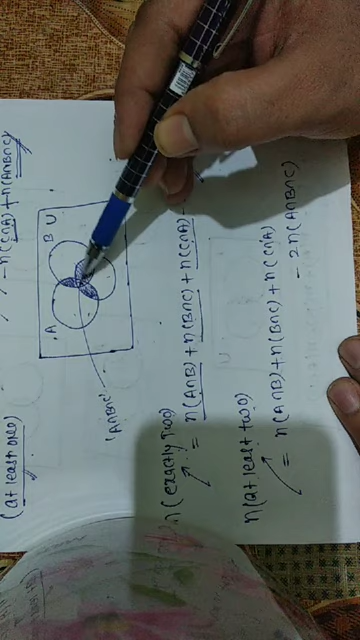 (at least one)
- n(C∩A) + n(A∩B∩C)
U
B
A
A∩B∩C
n(exactly two)
= n(A∩B) + n(B∩C) + n(C∩A) -
n(at least two)
= n(A∩B) + n(B∩C) + n(C∩A)
- 2n(A∩B∩C)